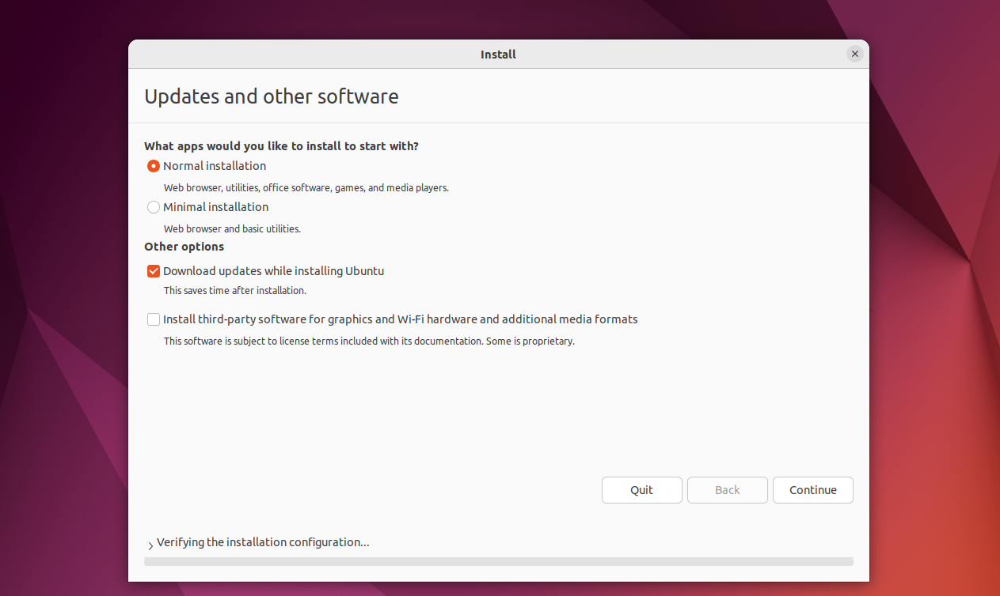 Install
Updates and other software
What apps would you like to install to start with?
Normal installation
Web browser, utilities, office software, games, and media players.
Minimal installation
Web browser and basic utilities.
Other options
Download updates while installing Ubuntu
This saves time after installation.
Install third-party software for graphics and Wi-Fi hardware and additional media formats
This software is subject to license terms included with its documentation. Some is proprietary.
Quit Back Continue
Verifying the installation configuration...